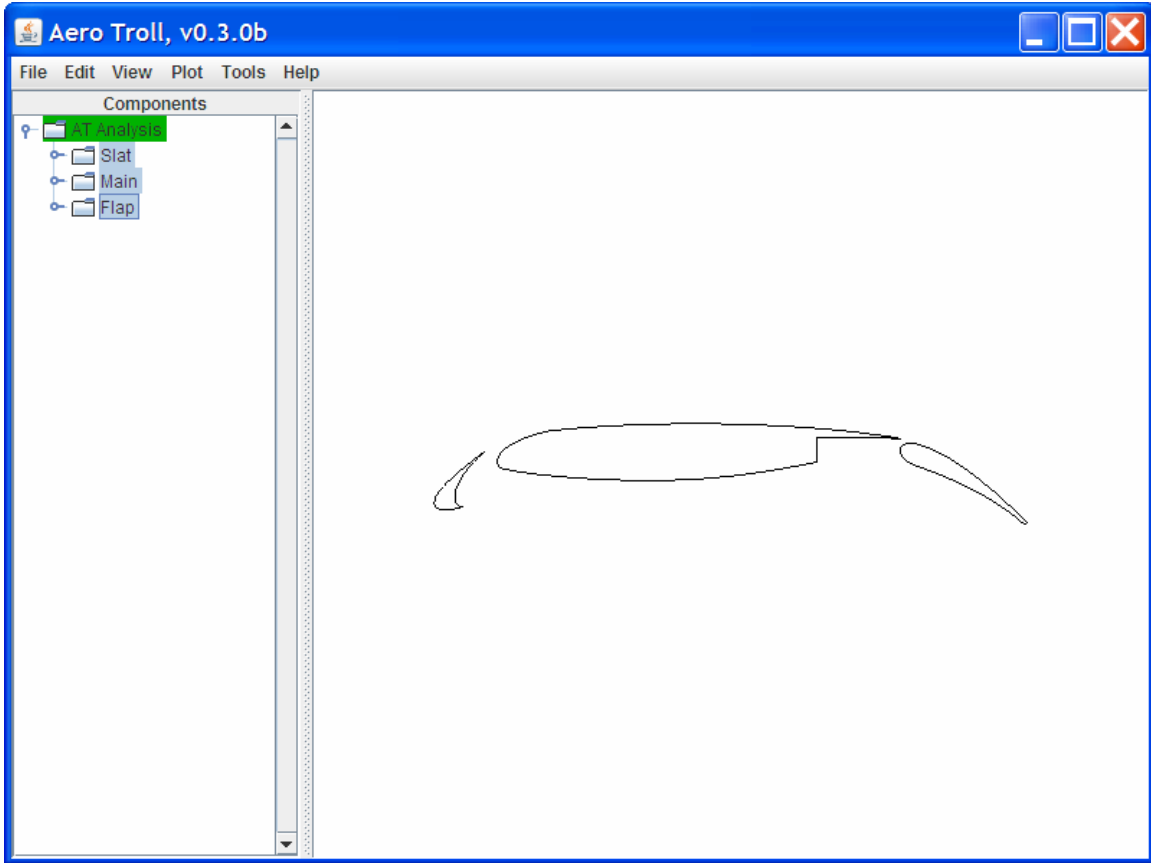 Aero Troll, v0.3.0b
File Edit View Plot Tools Help
Components
AT Analysis
Slat
Main
Flap